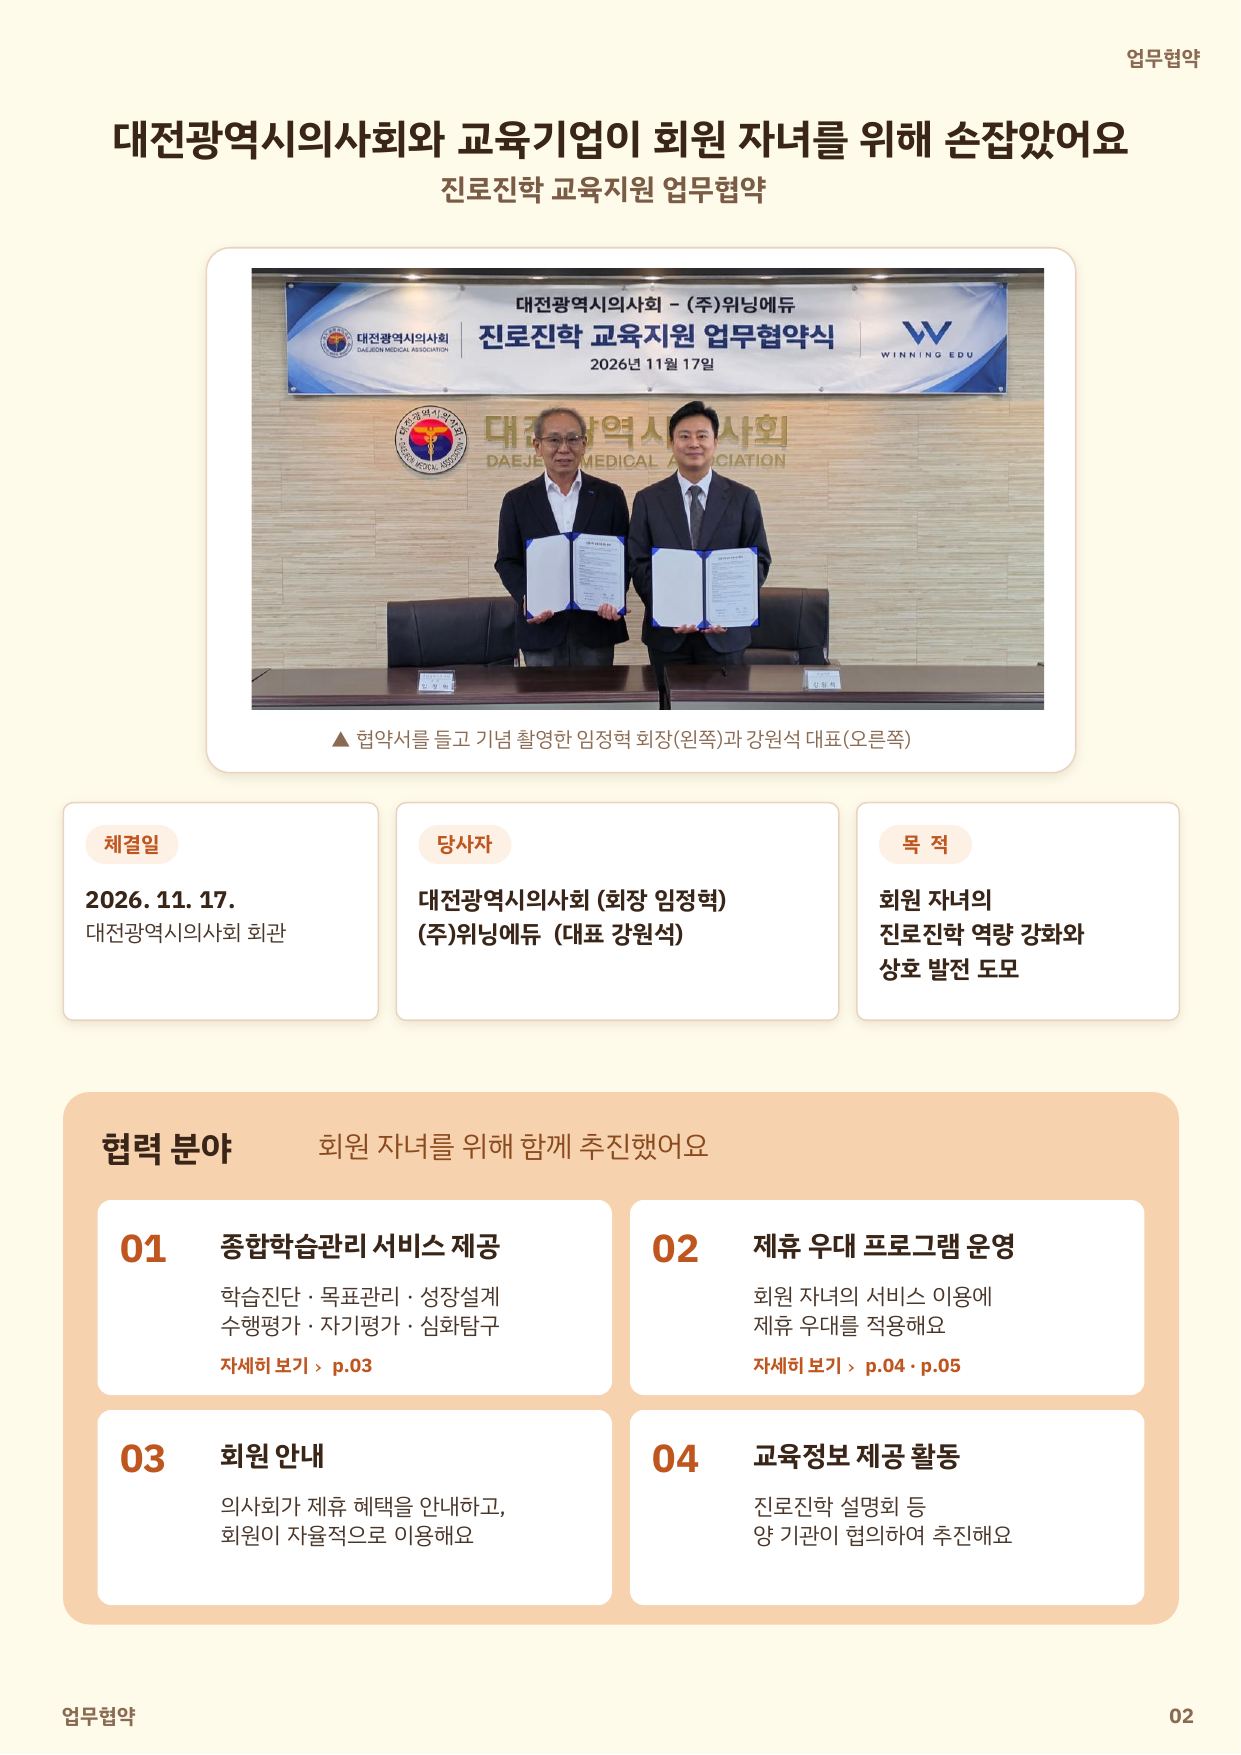 업무협약
대전광역시의사회와 교육기업이 회원 자녀를 위해 손잡았어요
진로진학 교육지원 업무협약
대전광역시의사회 - (주)위닝에듀
대전광역시의사회
DAEJEON MEDICAL ASSOCIATION
진로진학 교육지원 업무협약식
WINNING EDU
2026년 11월 17일
▲ 협약서를 들고 기념 촬영한 임정혁 회장(왼쪽)과 강원석 대표(오른쪽)
체결일
2026. 11. 17.
대전광역시의사회 회관
당사자
대전광역시의사회 (회장 임정혁)
(주)위닝에듀 (대표 강원석)
목 적
회원 자녀의
진로진학 역량 강화와
상호 발전 도모
협력 분야
회원 자녀를 위해 함께 추진했어요
01
종합학습관리 서비스 제공
학습진단 · 목표관리 · 성장설계
수행평가 · 자기평가 · 심화탐구
자세히 보기 › p.03
02
제휴 우대 프로그램 운영
회원 자녀의 서비스 이용에
제휴 우대를 적용해요
자세히 보기 › p.04 · p.05
03
회원 안내
의사회가 제휴 혜택을 안내하고,
회원이 자율적으로 이용해요
04
교육정보 제공 활동
진로진학 설명회 등
양 기관이 협의하여 추진해요
업무협약
02